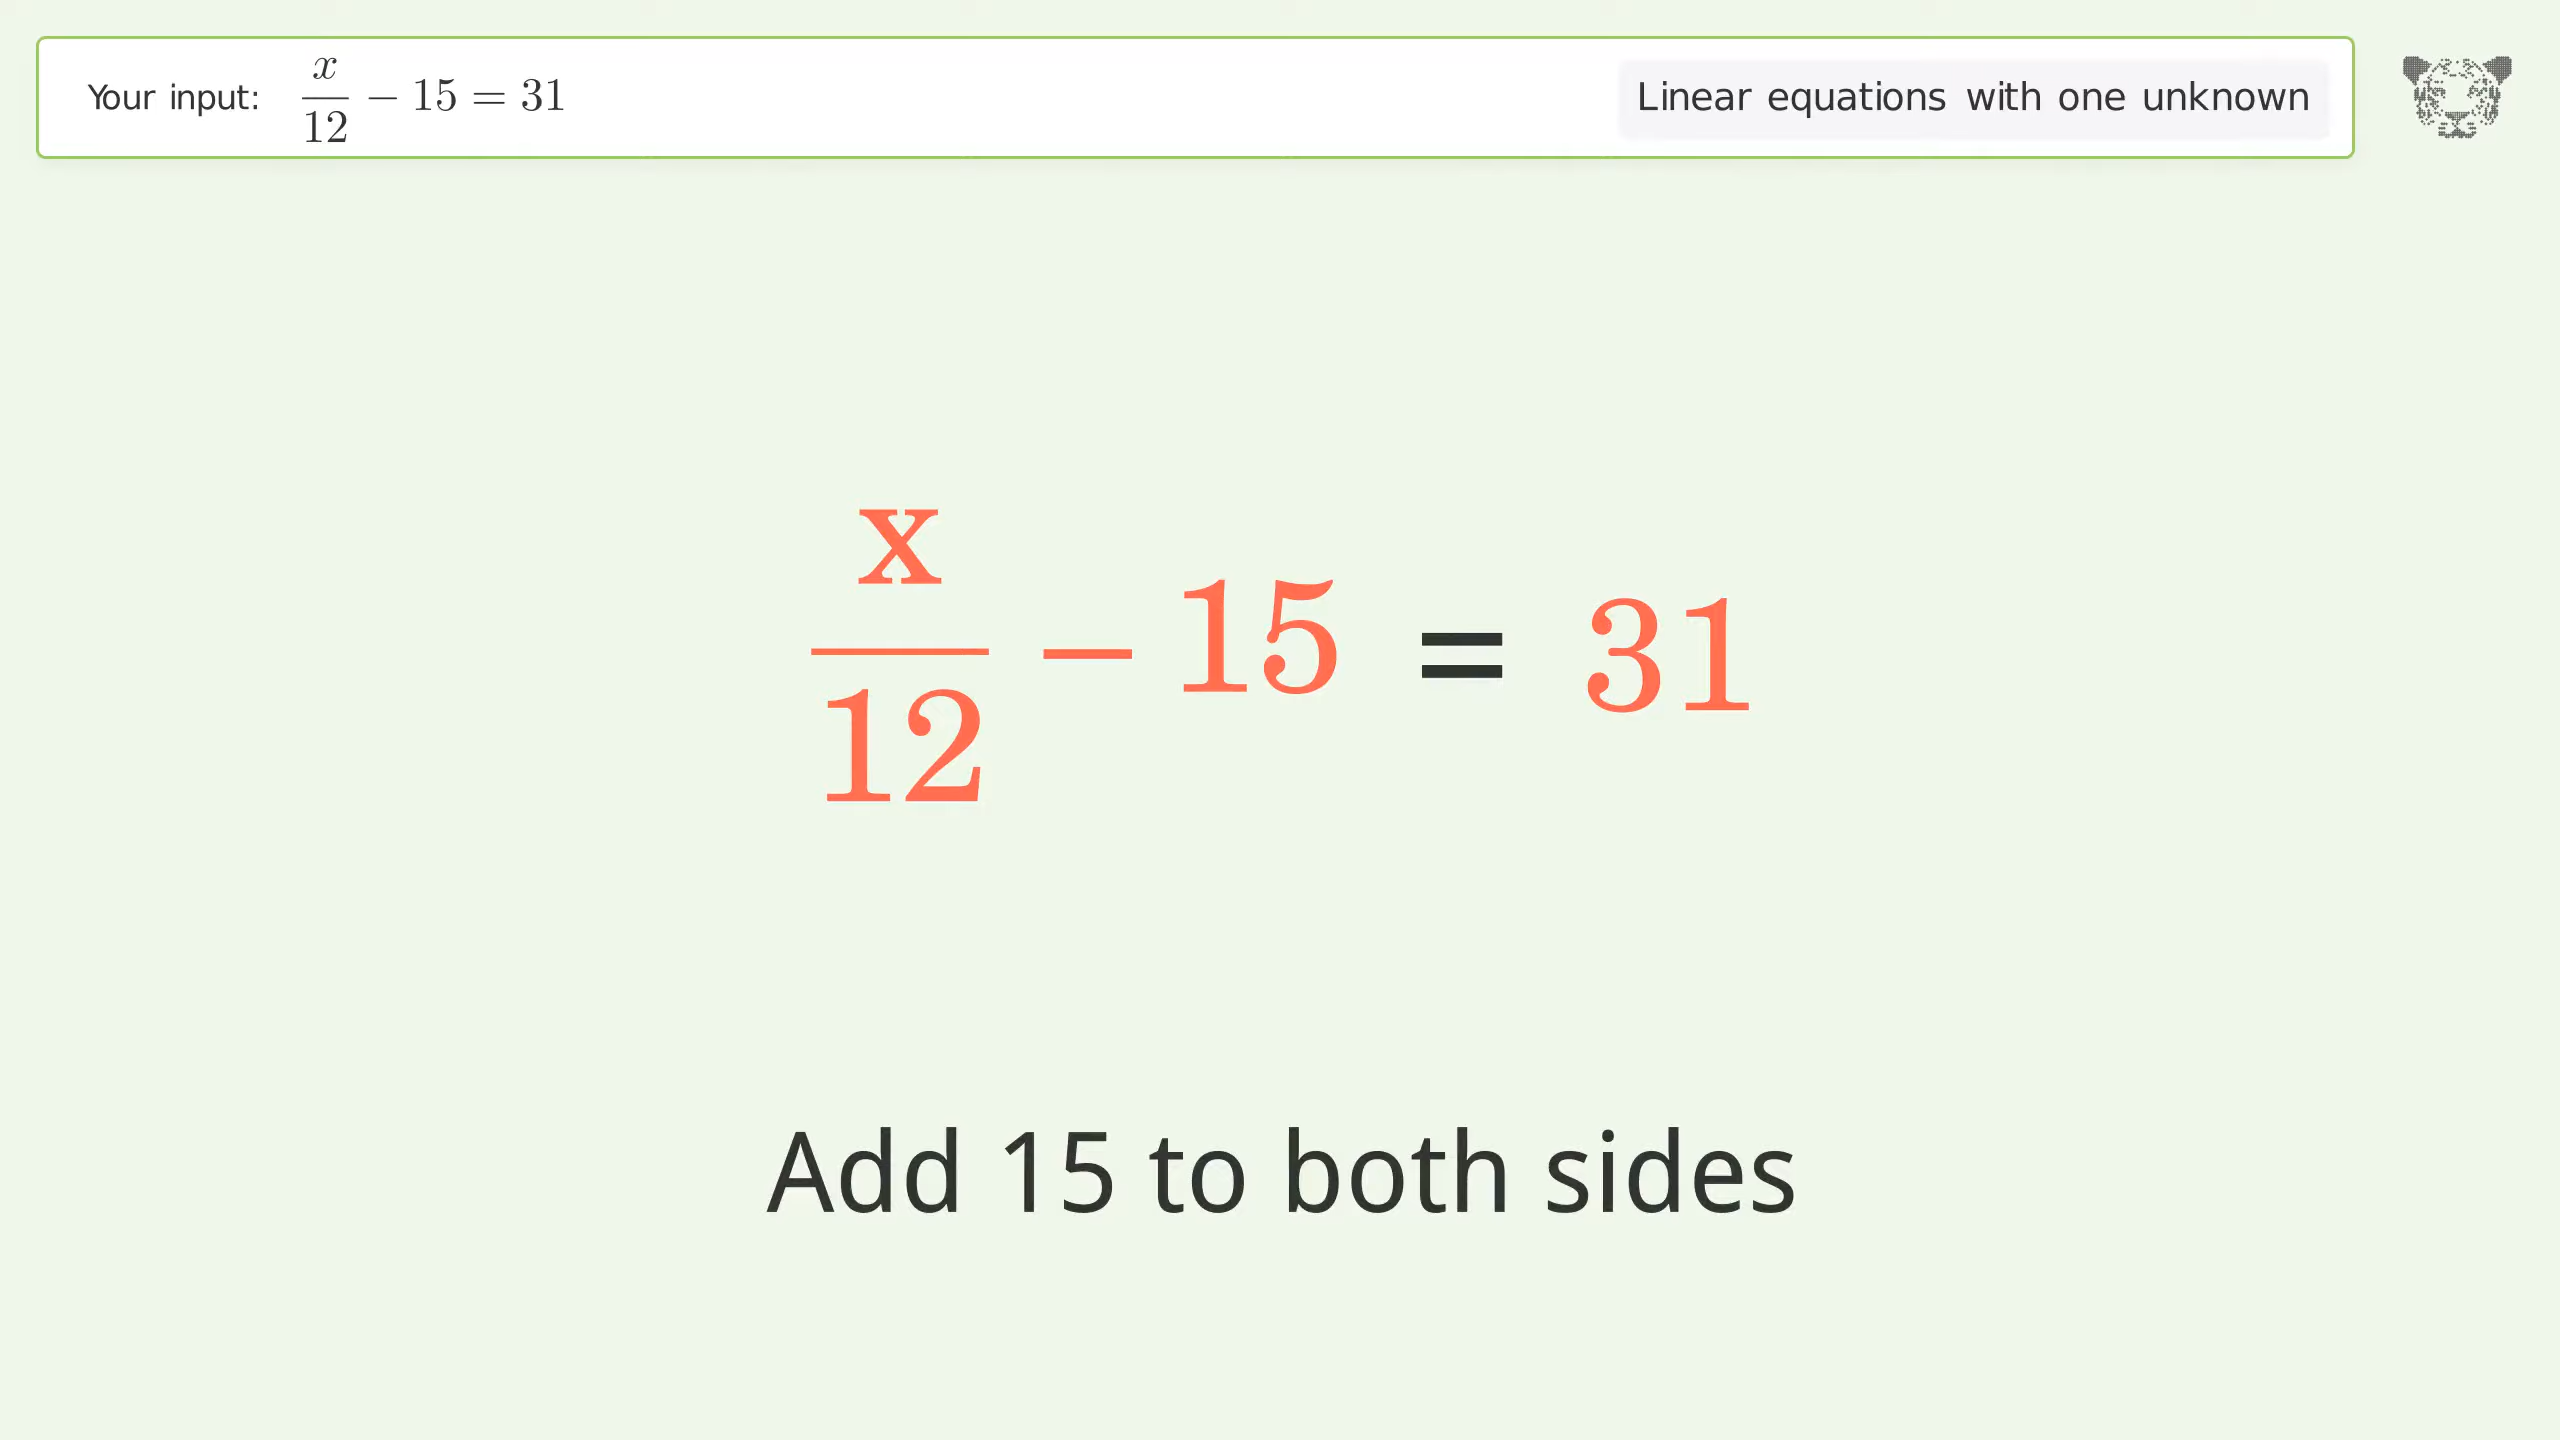 Your input: x/12 − 15 = 31
Linear equations with one unknown
x/12 − 15 = 31
Add 15 to both sides